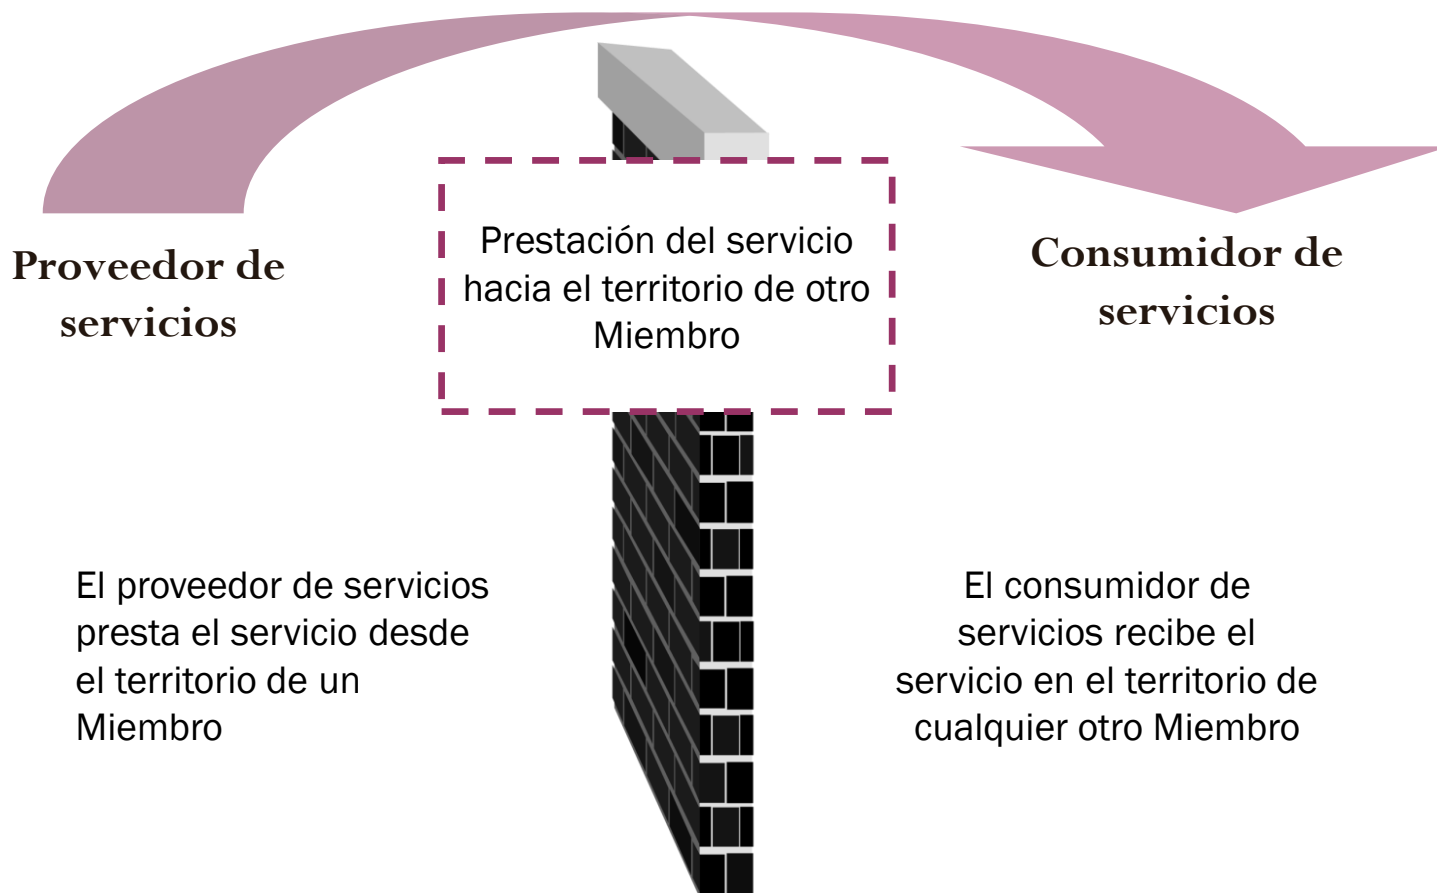 Proveedor de
servicios
Prestación del servicio
hacia el territorio de otro
Miembro
Consumidor de
servicios
El proveedor de servicios
presta el servicio desde
el territorio de un
Miembro
El consumidor de
servicios recibe el
servicio en el territorio de
cualquier otro Miembro